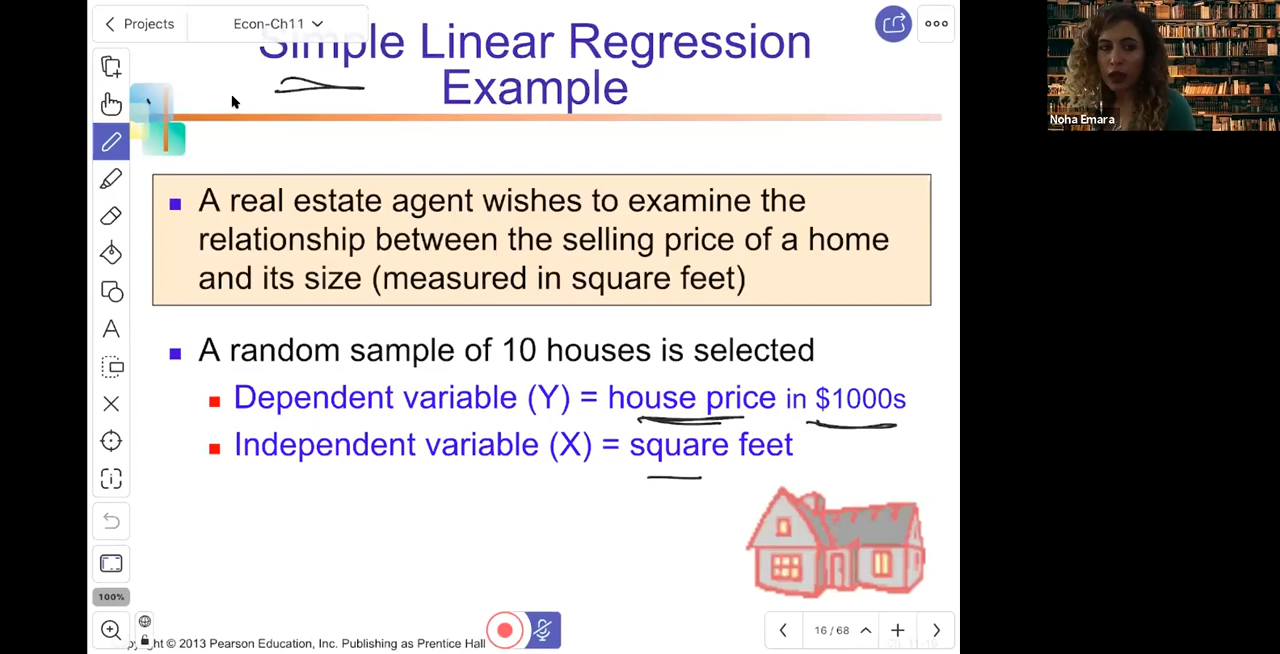 Projects
Econ-Ch11
Simple Linear Regression
Example
Noha Emara
A real estate agent wishes to examine the
relationship between the selling price of a home
and its size (measured in square feet)
A random sample of 10 houses is selected
Dependent variable (Y) = house price in $1000s
Independent variable (X) = square feet
100%
ht © 2013 Pearson Education, Inc. Publishing as Prentice Hall
16 / 68